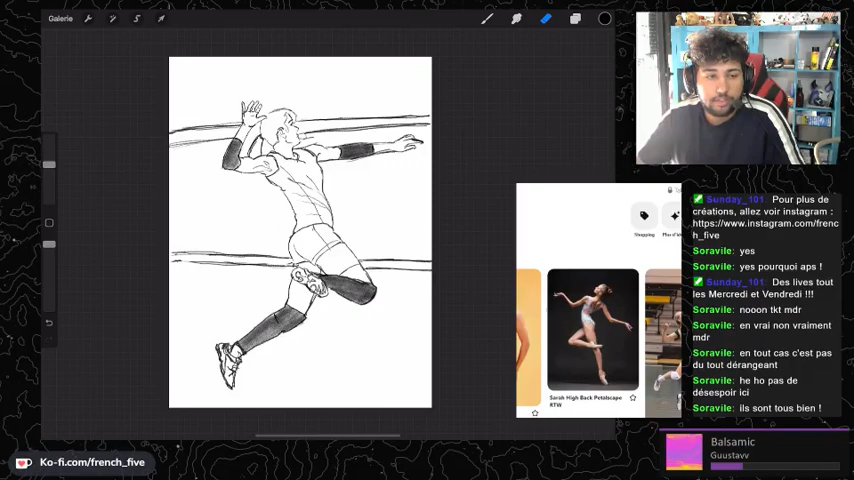 Galerie
Shopping
Sarah High Back Petalscape
RTW
Sunday_101 Pour plus de
créations, allez voir instagram :
https://www.instagram.com/frenc
h_five
Soravile: yes
Soravile: yes pourquoi aps !
Sunday_101 Des lives tout
les Mercredi et Vendredi !!!
Soravile: nooon tkt mdr
Soravile: en vrai non vraiment
mdr
Soravile: en tout cas c'est pas
du tout dérangeant
Soravile: he ho pas de
désespoir ici
Soravile: ils sont tous bien !
Balsamic
Guustavv
Ko-fi.com/french_five